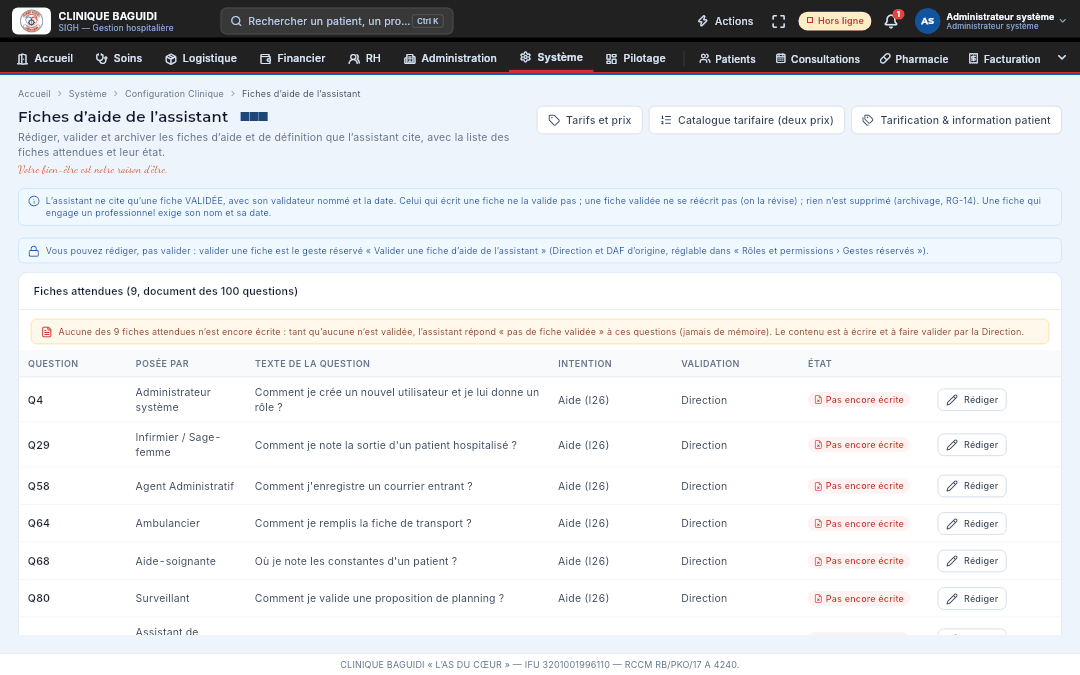 CLINIQUE BAGUIDI
SIGH — Gestion hospitalière
Rechercher un patient, un pro... Ctrl K
Actions
Hors ligne
1
AS
Administrateur système
Administrateur système
Accueil Soins Logistique Financier RH Administration Système Pilotage Patients Consultations Pharmacie Facturation
Accueil > Système > Configuration Clinique > Fiches d'aide de l'assistant
Fiches d'aide de l'assistant
Tarifs et prix
Catalogue tarifaire (deux prix)
Tarification & information patient
Rédiger, valider et archiver les fiches d'aide et de définition que l'assistant cite, avec la liste des
fiches attendues et leur état.
Votre bien-être est notre raison d'être.
L'assistant ne cite qu'une fiche VALIDÉE, avec son validateur nommé et la date. Celui qui écrit une fiche ne la valide pas ; une fiche validée ne se réécrit pas (on la révise) ; rien n'est supprimé (archivage, RG-14). Une fiche qui
engage un professionnel exige son nom et sa date.
Vous pouvez rédiger, pas valider : valider une fiche est le geste réservé « Valider une fiche d'aide de l'assistant » (Direction et DAF d'origine, réglable dans « Rôles et permissions › Gestes réservés »).
Fiches attendues (9, document des 100 questions)
Aucune des 9 fiches attendues n'est encore écrite : tant qu'aucune n'est validée, l'assistant répond « pas de fiche validée » à ces questions (jamais de mémoire). Le contenu est à écrire et à faire valider par la Direction.
QUESTION POSÉE PAR TEXTE DE LA QUESTION INTENTION VALIDATION ÉTAT
Q4 Administrateur système Comment je crée un nouvel utilisateur et je lui donne un rôle ? Aide (I26) Direction Pas encore écrite Rédiger
Q29 Infirmier / Sage-femme Comment je note la sortie d'un patient hospitalisé ? Aide (I26) Direction Pas encore écrite Rédiger
Q58 Agent Administratif Comment j'enregistre un courrier entrant ? Aide (I26) Direction Pas encore écrite Rédiger
Q64 Ambulancier Comment je remplis la fiche de transport ? Aide (I26) Direction Pas encore écrite Rédiger
Q68 Aide-soignante Où je note les constantes d'un patient ? Aide (I26) Direction Pas encore écrite Rédiger
Q80 Surveillant Comment je valide une proposition de planning ? Aide (I26) Direction Pas encore écrite Rédiger
Assistant de
CLINIQUE BAGUIDI « L'AS DU CŒUR » — IFU 3201001996110 — RCCM RB/PKO/17 A 4240.